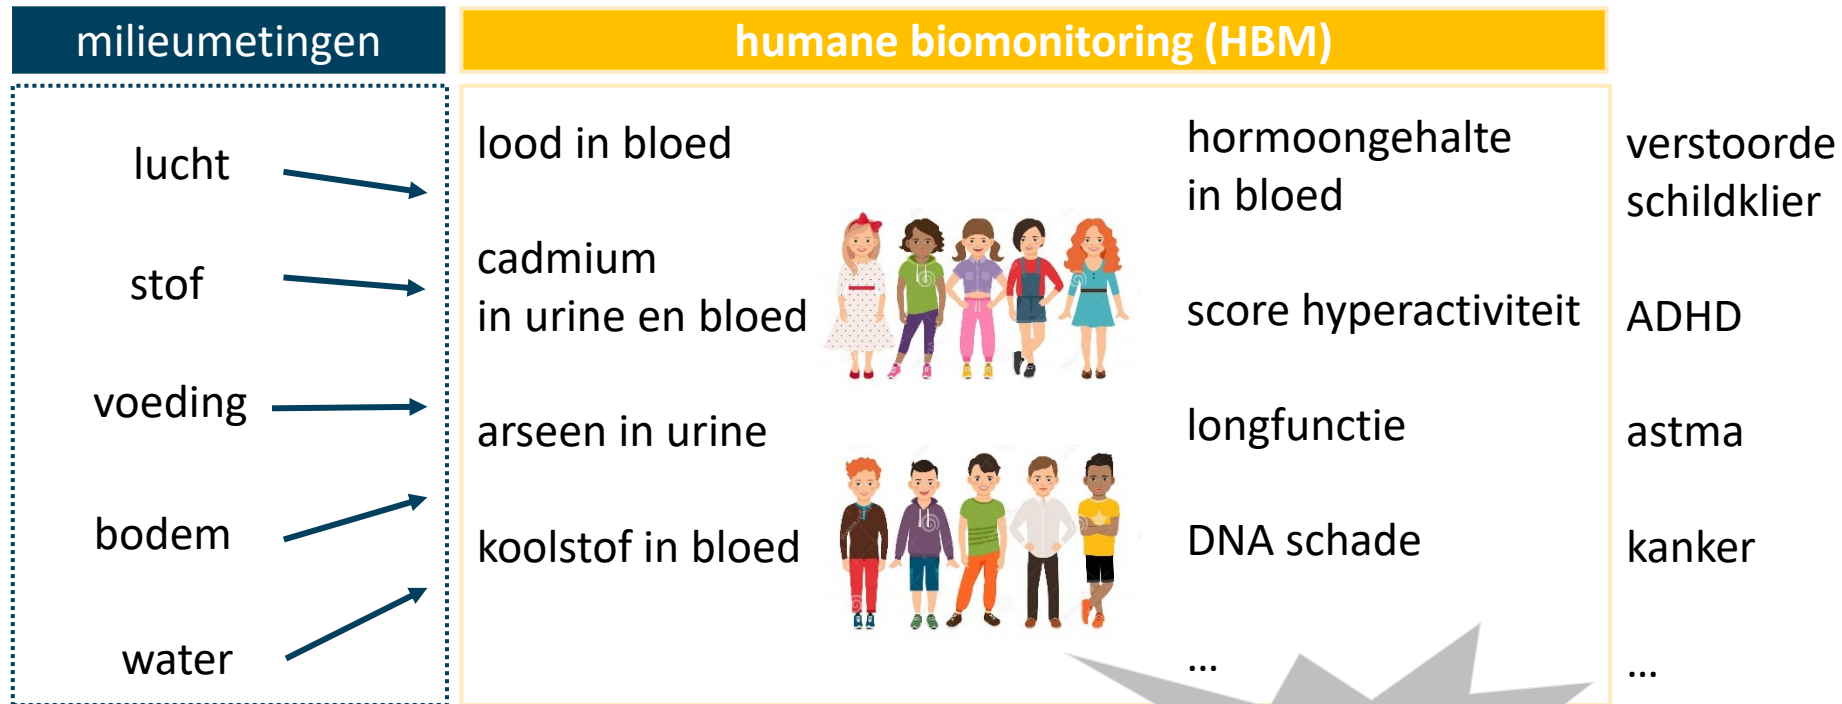 milieumetingen
humane biomonitoring (HBM)
lucht
stof
voeding
bodem
water
lood in bloed
cadmium
in urine en bloed
arseen in urine
koolstof in bloed
hormoongehalte
in bloed
score hyperactiviteit
longfunctie
DNA schade
...
verstoorde
schildklier
ADHD
astma
kanker
...